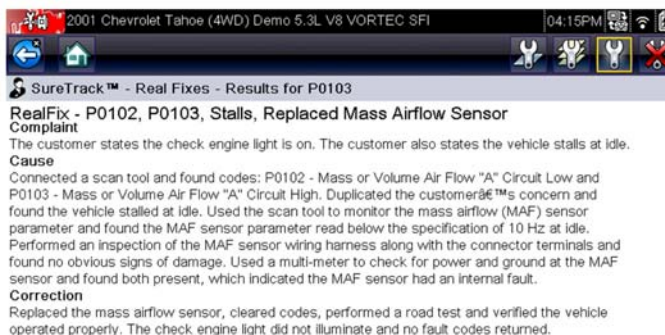 2001 Chevrolet Tahoe (4WD) Demo 5.3L V8 VORTEC SFI 04:15PM
SureTrack™ - Real Fixes - Results for P0103
RealFix - P0102, P0103, Stalls, Replaced Mass Airflow Sensor
Complaint
The customer states the check engine light is on. The customer also states the vehicle stalls at idle.
Cause
Connected a scan tool and found codes: P0102 - Mass or Volume Air Flow "A" Circuit Low and
P0103 - Mass or Volume Air Flow "A" Circuit High. Duplicated the customerâ€™s concern and
found the vehicle stalled at idle. Used the scan tool to monitor the mass airflow (MAF) sensor
parameter and found the MAF sensor parameter read below the specification of 10 Hz at idle.
Performed an inspection of the MAF sensor wiring harness along with the connector terminals and
found no obvious signs of damage. Used a multi-meter to check for power and ground at the MAF
sensor and found both present, which indicated the MAF sensor had an internal fault.
Correction
Replaced the mass airflow sensor, cleared codes, performed a road test and verified the vehicle
operated properly. The check engine light did not illuminate and no fault codes returned.